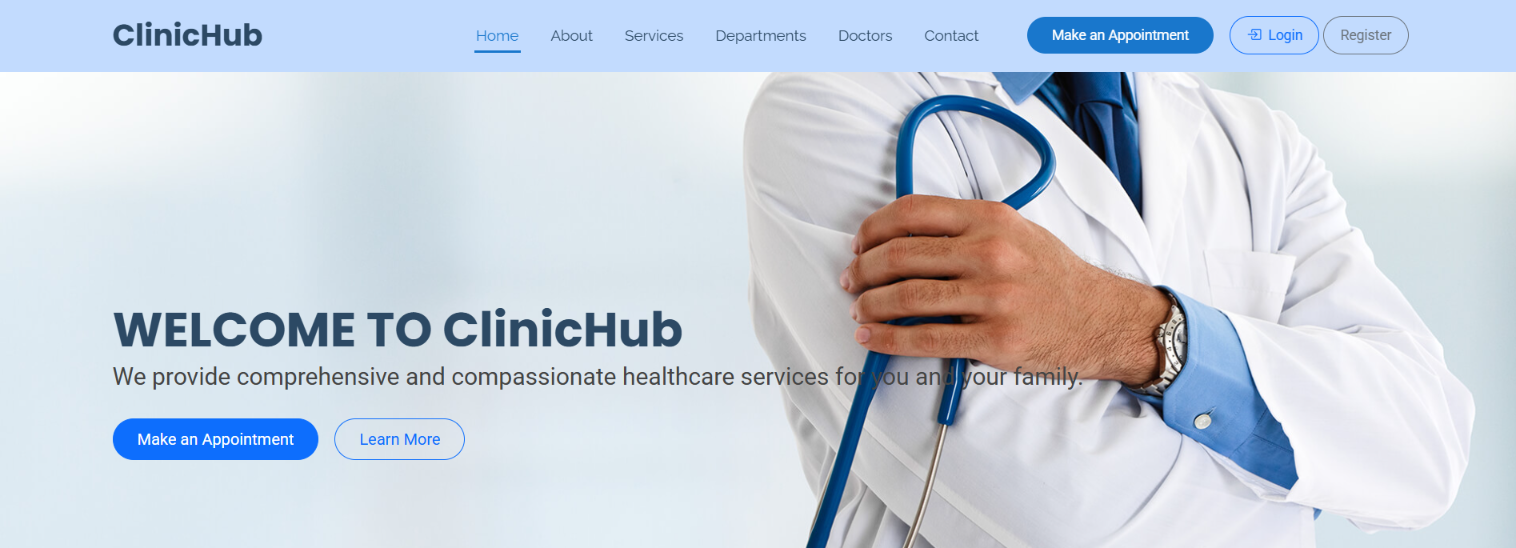 ClinicHub
Home About Services Departments Doctors Contact Make an Appointment Login Register
WELCOME TO ClinicHub
We provide comprehensive and compassionate healthcare services for you and your family.
Make an Appointment Learn More